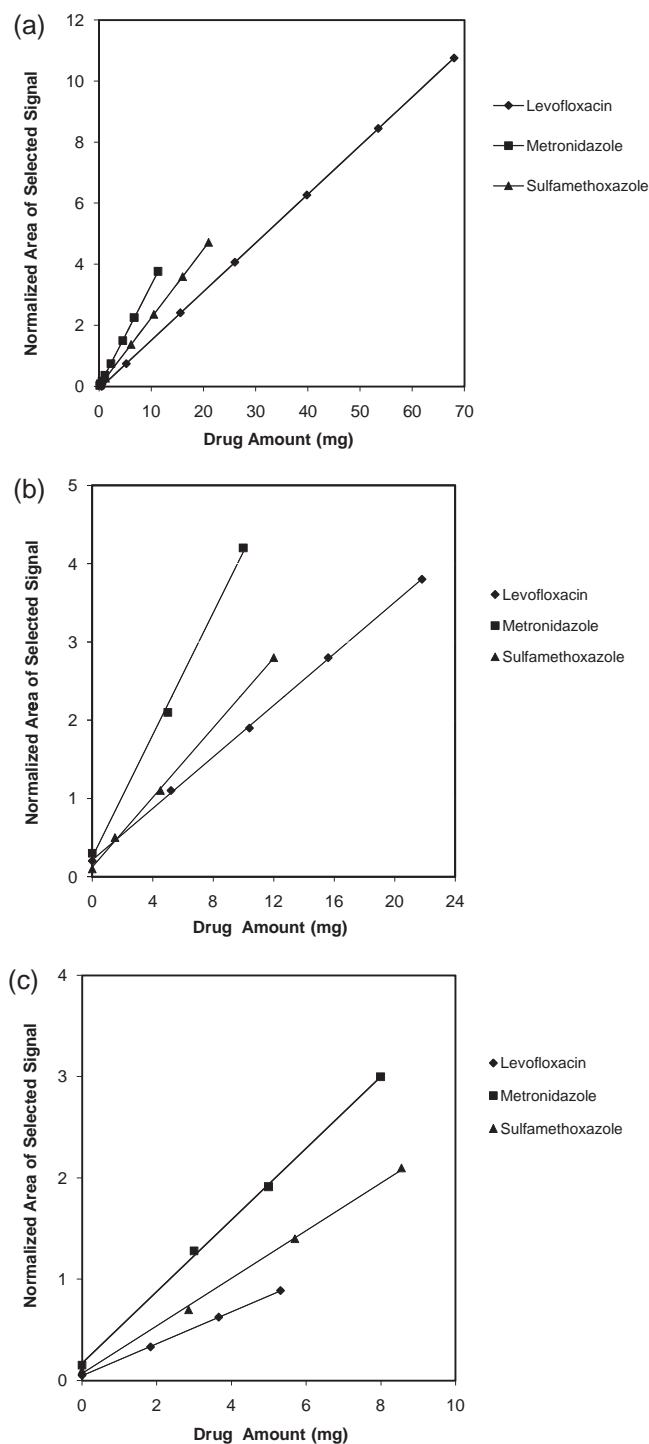 (a)
Normalized Area of Selected Signal
12
10
8
6
4
2
0
0 10 20 30 40 50 60 70
Drug Amount (mg)
Levofloxacin
Metronidazole
Sulfamethoxazole
(b)
Normalized Area of Selected Signal
5
4
3
2
1
0
0 4 8 12 16 20 24
Drug Amount (mg)
Levofloxacin
Metronidazole
Sulfamethoxazole
(c)
Normalized Area of Selected Signal
4
3
2
1
0
0 2 4 6 8 10
Drug Amount (mg)
Levofloxacin
Metronidazole
Sulfamethoxazole